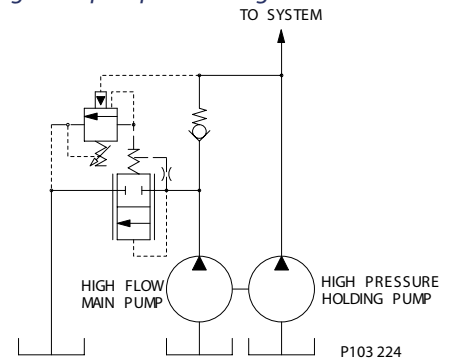 TO SYSTEM
HIGH FLOW
MAIN PUMP
HIGH PRESSURE
HOLDING PUMP
P103 224